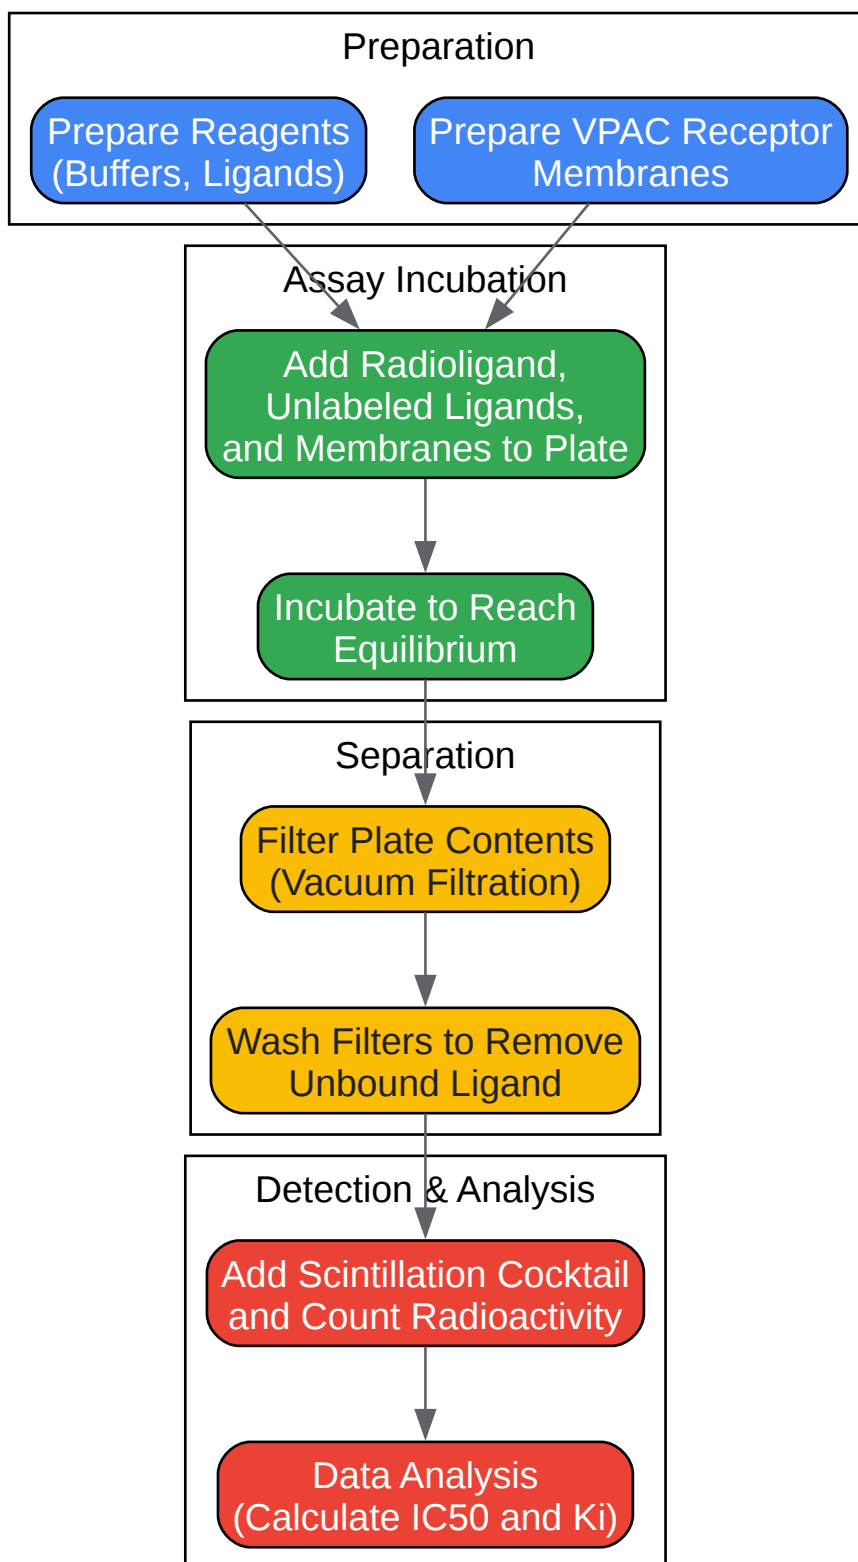 Preparation
Prepare Reagents
(Buffers, Ligands)
Prepare VPAC Receptor
Membranes
Assay Incubation
Add Radioligand,
Unlabeled Ligands,
and Membranes to Plate
Incubate to Reach
Equilibrium
Separation
Filter Plate Contents
(Vacuum Filtration)
Wash Filters to Remove
Unbound Ligand
Detection & Analysis
Add Scintillation Cocktail
and Count Radioactivity
Data Analysis
(Calculate IC50 and Ki)